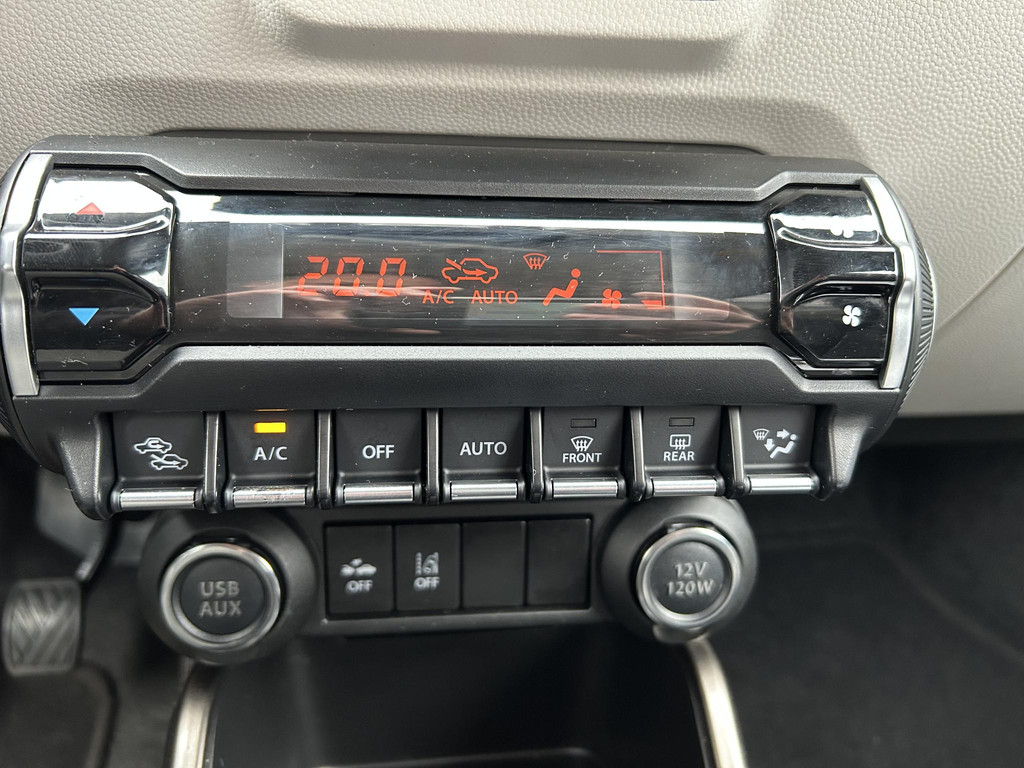 20.0
A/C AUTO
A/C
OFF
AUTO
FRONT
REAR
USB
AUX
OFF
OFF
12V
120W